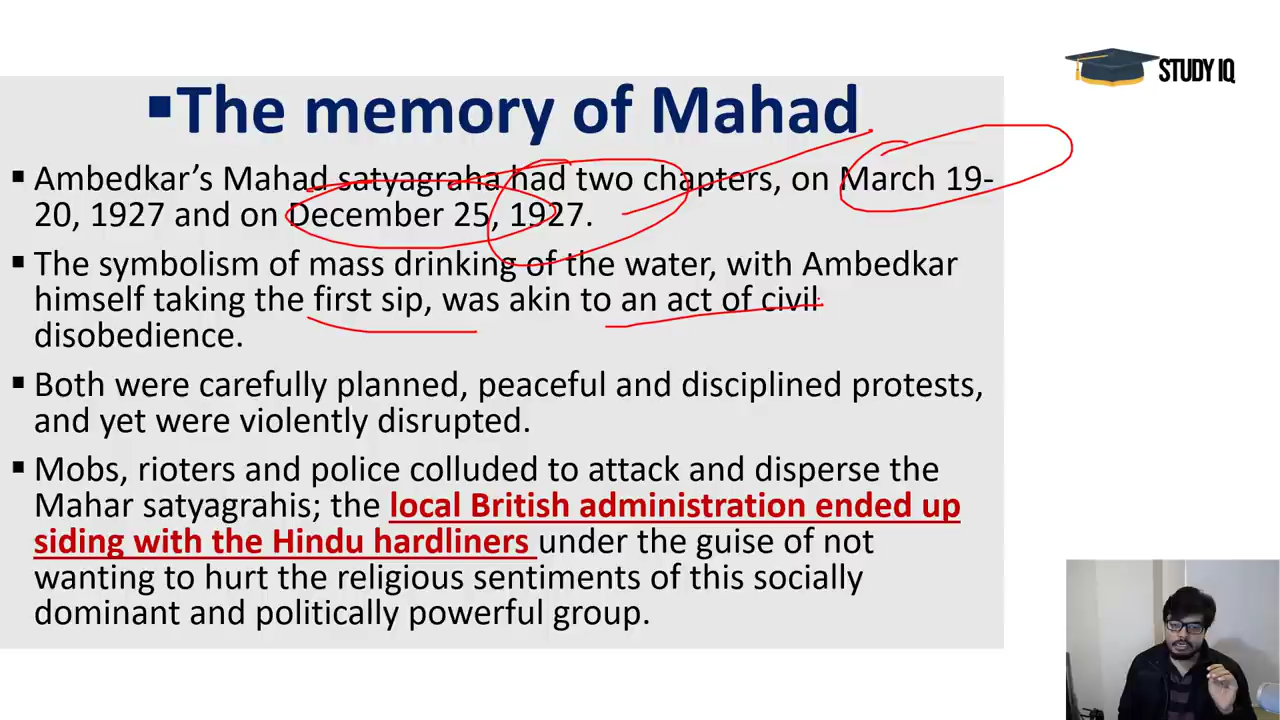 STUDY IQ
▪The memory of Mahad
▪ Ambedkar’s Mahad satyagraha had two chapters, on March 19-
20, 1927 and on December 25, 1927.
▪ The symbolism of mass drinking of the water, with Ambedkar
himself taking the first sip, was akin to an act of civil
disobedience.
▪ Both were carefully planned, peaceful and disciplined protests,
and yet were violently disrupted.
▪ Mobs, rioters and police colluded to attack and disperse the
Mahar satyagrahis; the local British administration ended up
siding with the Hindu hardliners under the guise of not
wanting to hurt the religious sentiments of this socially
dominant and politically powerful group.